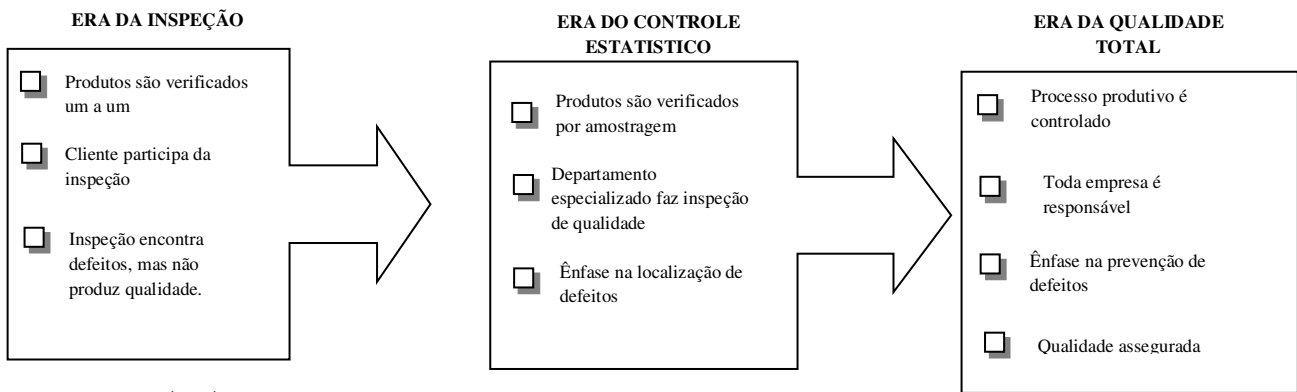 ERA DA INSPEÇÃO
Produtos são verificados
um a um
Cliente participa da
inspeção
Inspeção encontra
defeitos, mas não
produz qualidade.
ERA DO CONTROLE
ESTATISTICO
Produtos são verificados
por amostragem
Departamento
especializado faz inspeção
de qualidade
Ênfase na localização de
defeitos
ERA DA QUALIDADE
TOTAL
Processo produtivo é
controlado
Toda empresa é
responsável
Ênfase na prevenção de
defeitos
Qualidade assegurada